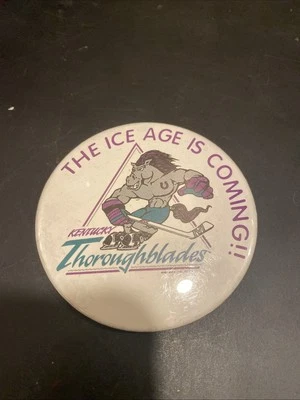 THE ICE AGE IS COMING!!
KENTUCKY
Thoroughblades